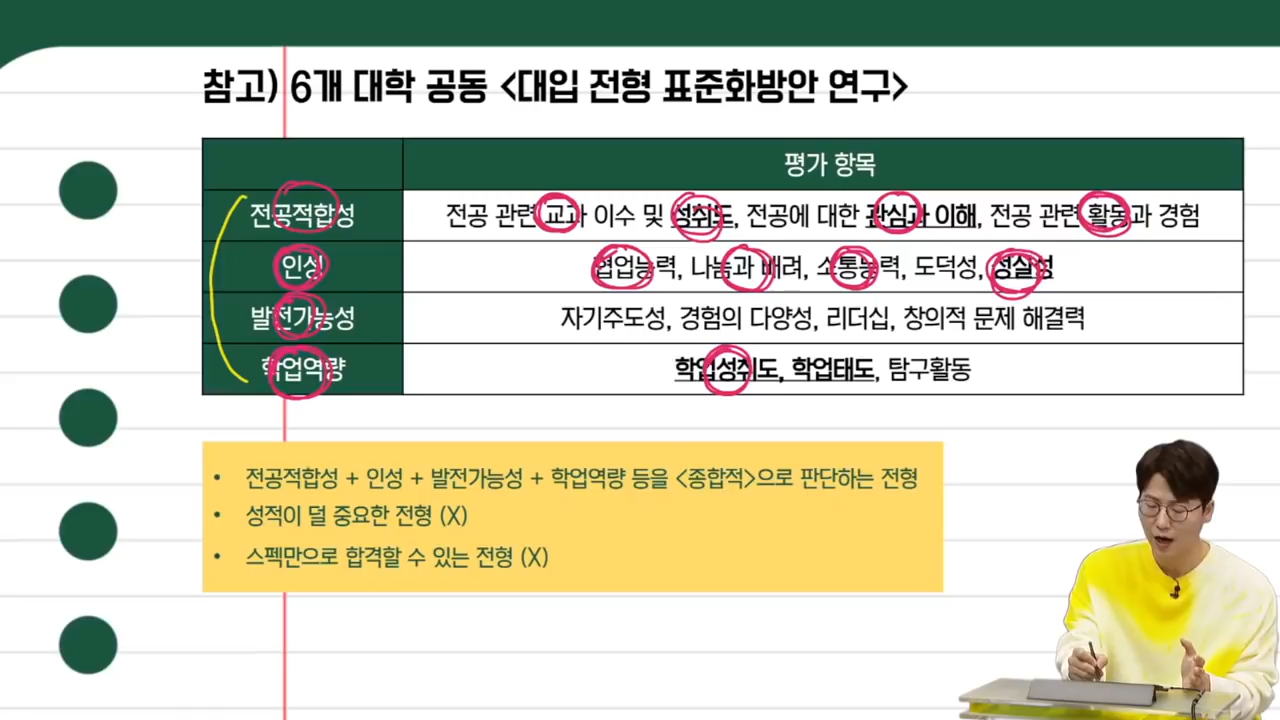 참고) 6개 대학 공동 <대입 전형 표준화방안 연구>
평가 항목
전공적합성 전공 관련 교과 이수 및 성취도, 전공에 대한 관심과 이해, 전공 관련 활동과 경험
인성 협업능력, 나눔과 배려, 소통능력, 도덕성, 성실성
발전가능성 자기주도성, 경험의 다양성, 리더십, 창의적 문제 해결력
학업역량 학업성취도, 학업태도, 탐구활동
• 전공적합성 + 인성 + 발전가능성 + 학업역량 등을 <종합적>으로 판단하는 전형
• 성적이 덜 중요한 전형 (X)
• 스펙만으로 합격할 수 있는 전형 (X)